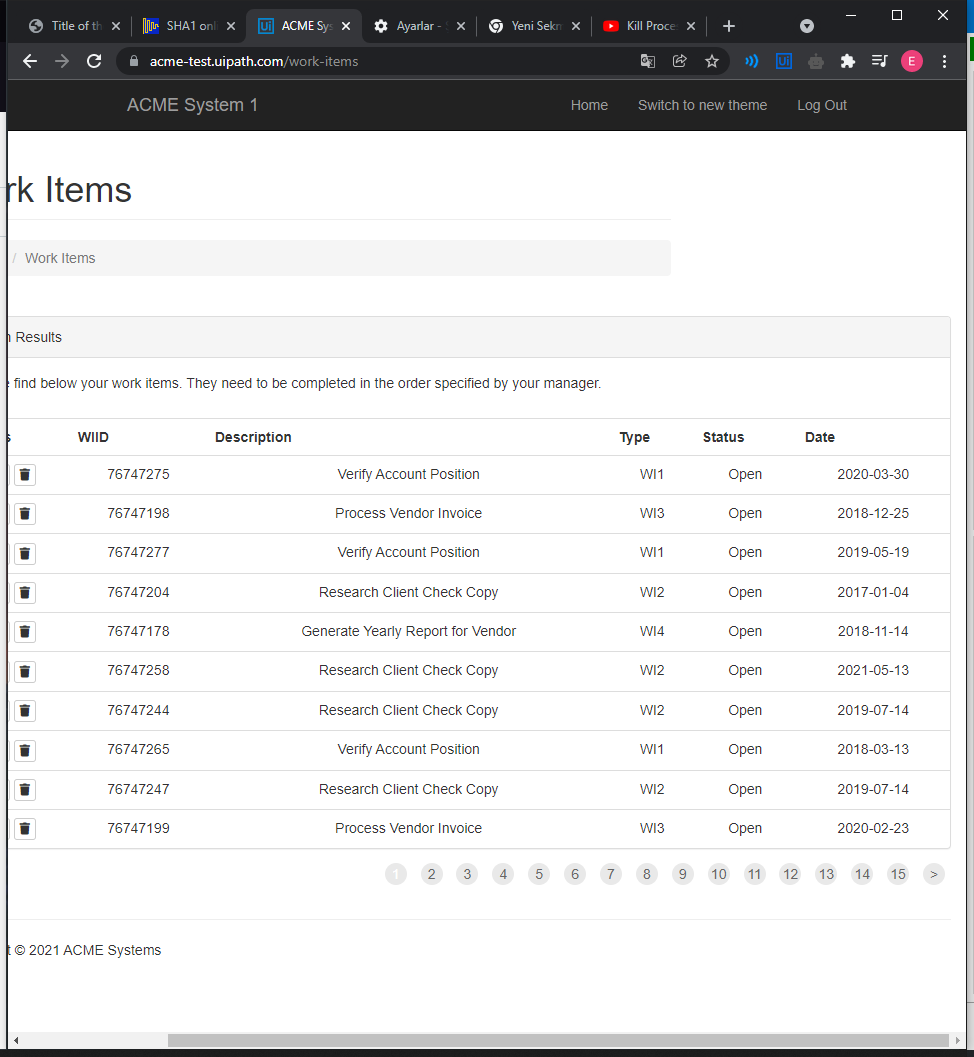 Title of th
SHA1 onl
ACME Sys
Ayarlar - S
Yeni Sekm
Kill Proces
acme-test.uipath.com/work-items
E
ACME System 1
Home
Switch to new theme
Log Out
rk Items
/ Work Items
Results
find below your work items. They need to be completed in the order specified by your manager.
s WIID Description Type Status Date
76747275 Verify Account Position WI1 Open 2020-03-30
76747198 Process Vendor Invoice WI3 Open 2018-12-25
76747277 Verify Account Position WI1 Open 2019-05-19
76747204 Research Client Check Copy WI2 Open 2017-01-04
76747178 Generate Yearly Report for Vendor WI4 Open 2018-11-14
76747258 Research Client Check Copy WI2 Open 2021-05-13
76747244 Research Client Check Copy WI2 Open 2019-07-14
76747265 Verify Account Position WI1 Open 2018-03-13
76747247 Research Client Check Copy WI2 Open 2019-07-14
76747199 Process Vendor Invoice WI3 Open 2020-02-23
1 2 3 4 5 6 7 8 9 10 11 12 13 14 15 >
t © 2021 ACME Systems